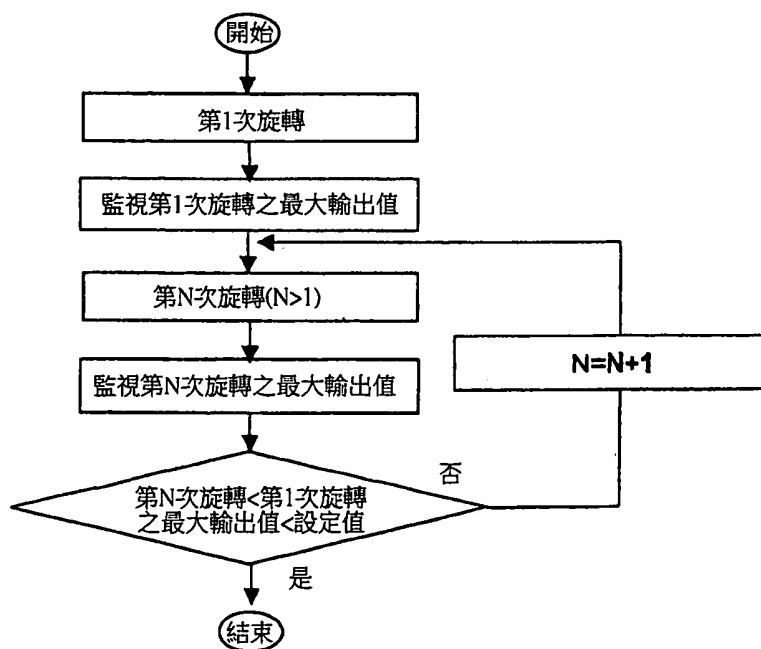 開始
第1次旋轉
監視第1次旋轉之最大輸出值
第N次旋轉(N>1)
監視第N次旋轉之最大輸出值
N=N+1
否
第N次旋轉<第1次旋轉
之最大輸出值<設定值
是
結束